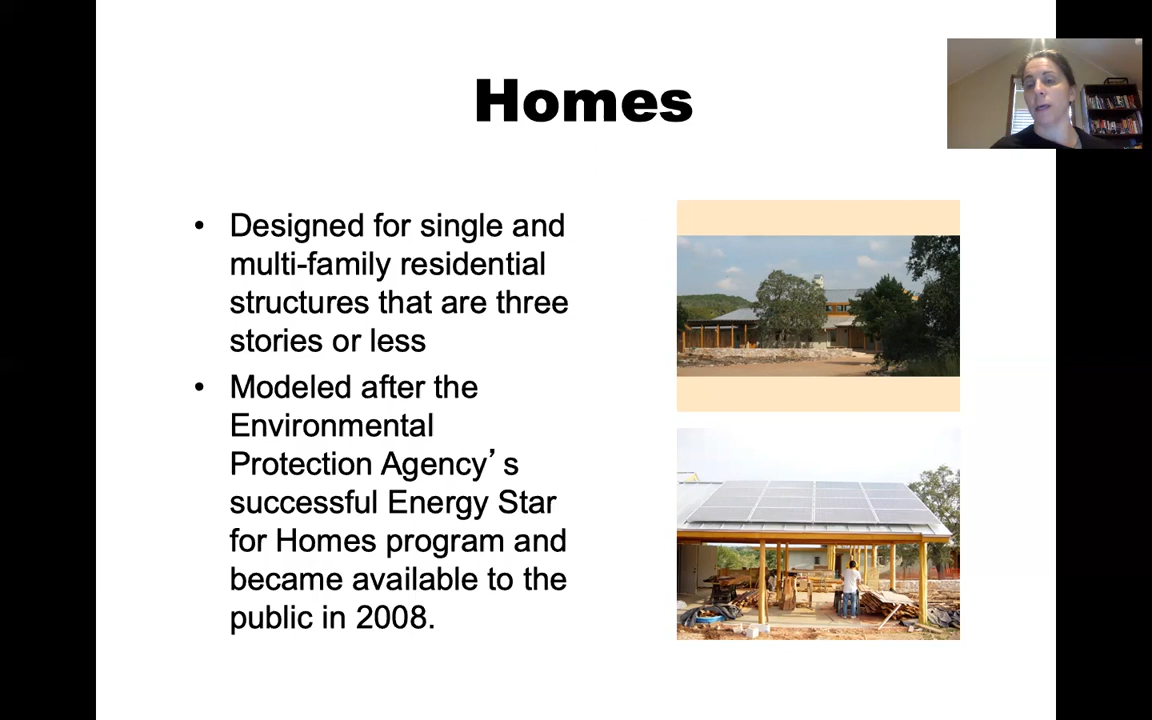 Homes
• Designed for single and
multi-family residential
structures that are three
stories or less
• Modeled after the
Environmental
Protection Agency’s
successful Energy Star
for Homes program and
became available to the
public in 2008.